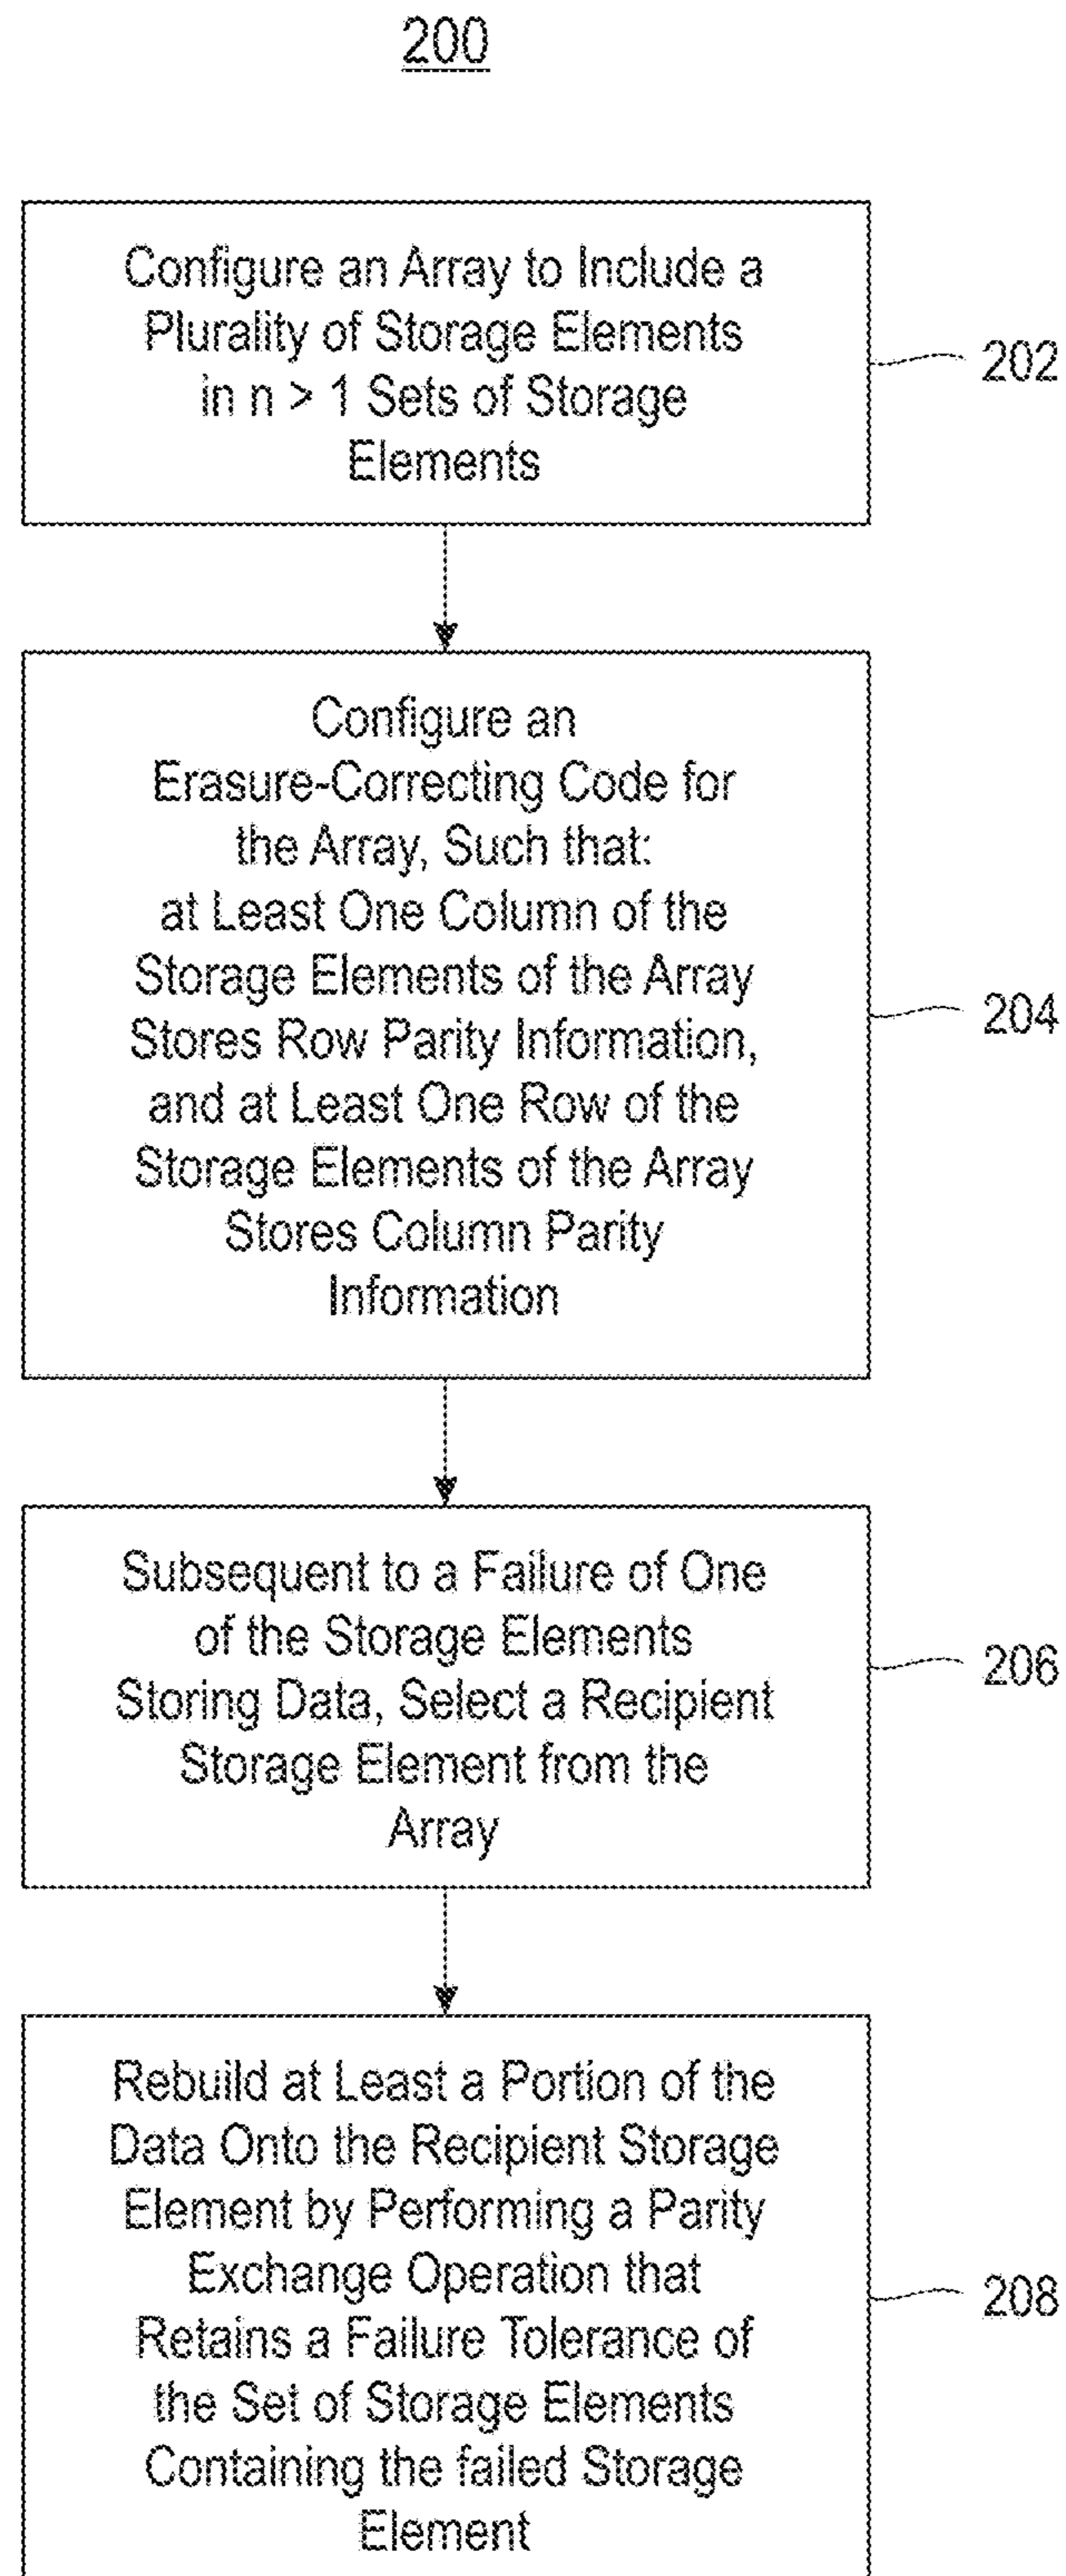 200
Configure an Array to Include a
Plurality of Storage Elements
in n > 1 Sets of Storage
Elements
202
Configure an
Erasure-Correcting Code for
the Array, Such that:
at Least One Column of the
Storage Elements of the Array
Stores Row Parity Information,
and at Least One Row of the
Storage Elements of the Array
Stores Column Parity
Information
204
Subsequent to a Failure of One
of the Storage Elements
Storing Data, Select a Recipient
Storage Element from the
Array
206
Rebuild at Least a Portion of the
Data Onto the Recipient Storage
Element by Performing a Parity
Exchange Operation that
Retains a Failure Tolerance of
the Set of Storage Elements
Containing the failed Storage
Element
208